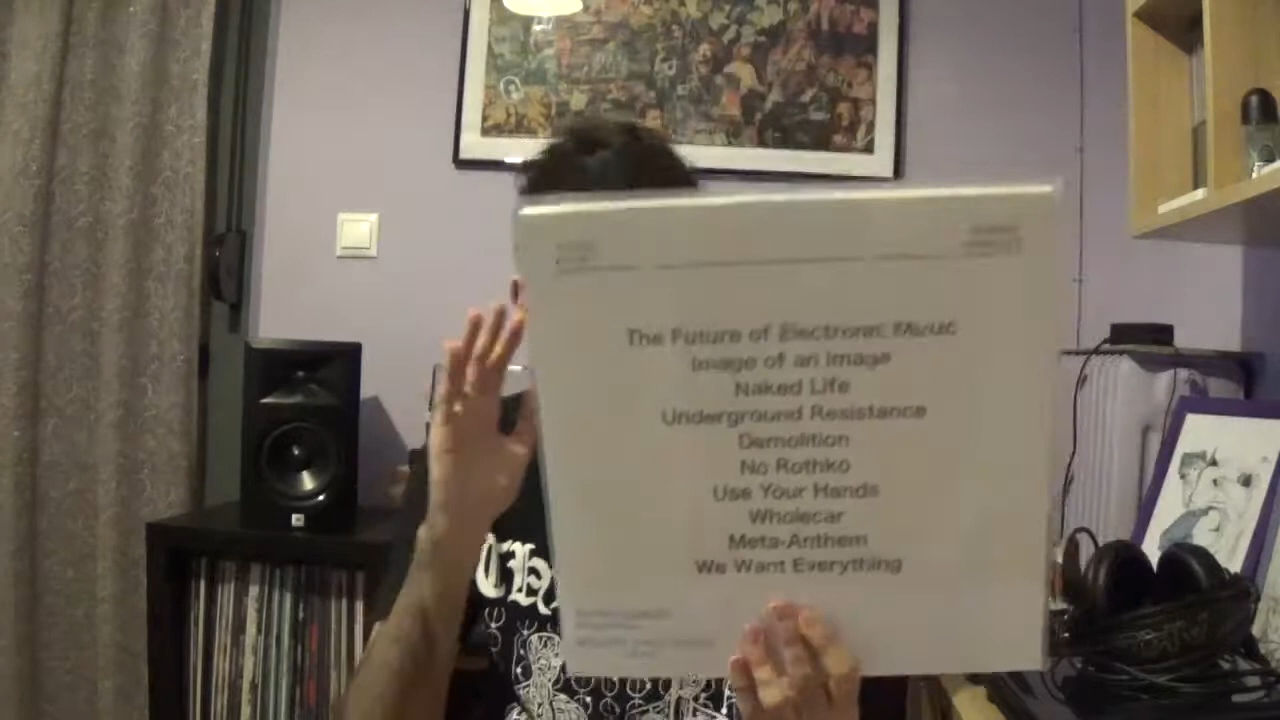 The Future of Electronic Music
Image of an Image
Naked Life
Underground Resistance
Demolition
No Rothko
Use Your Hands
Wholecar
Meta-Anthem
We Want Everything